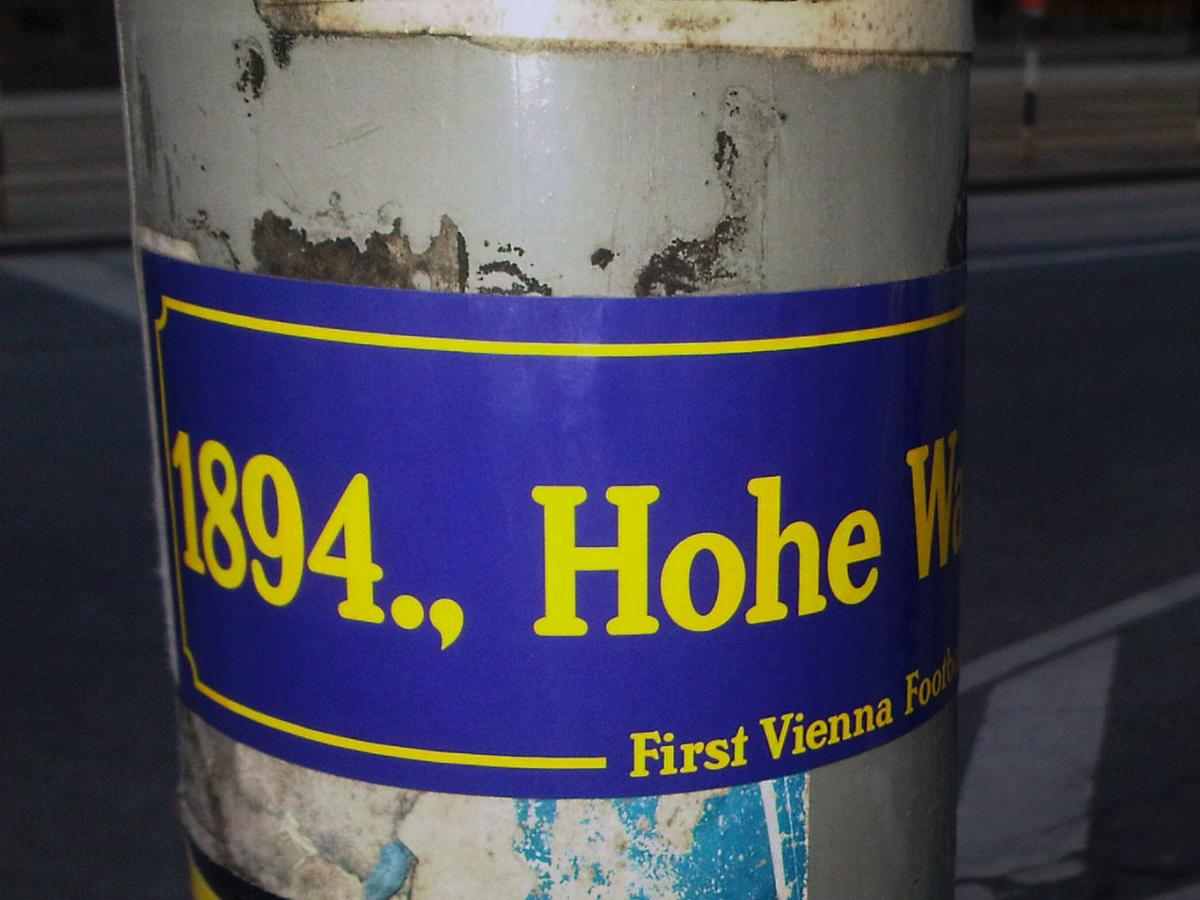 1894., Hohe
First Vienna